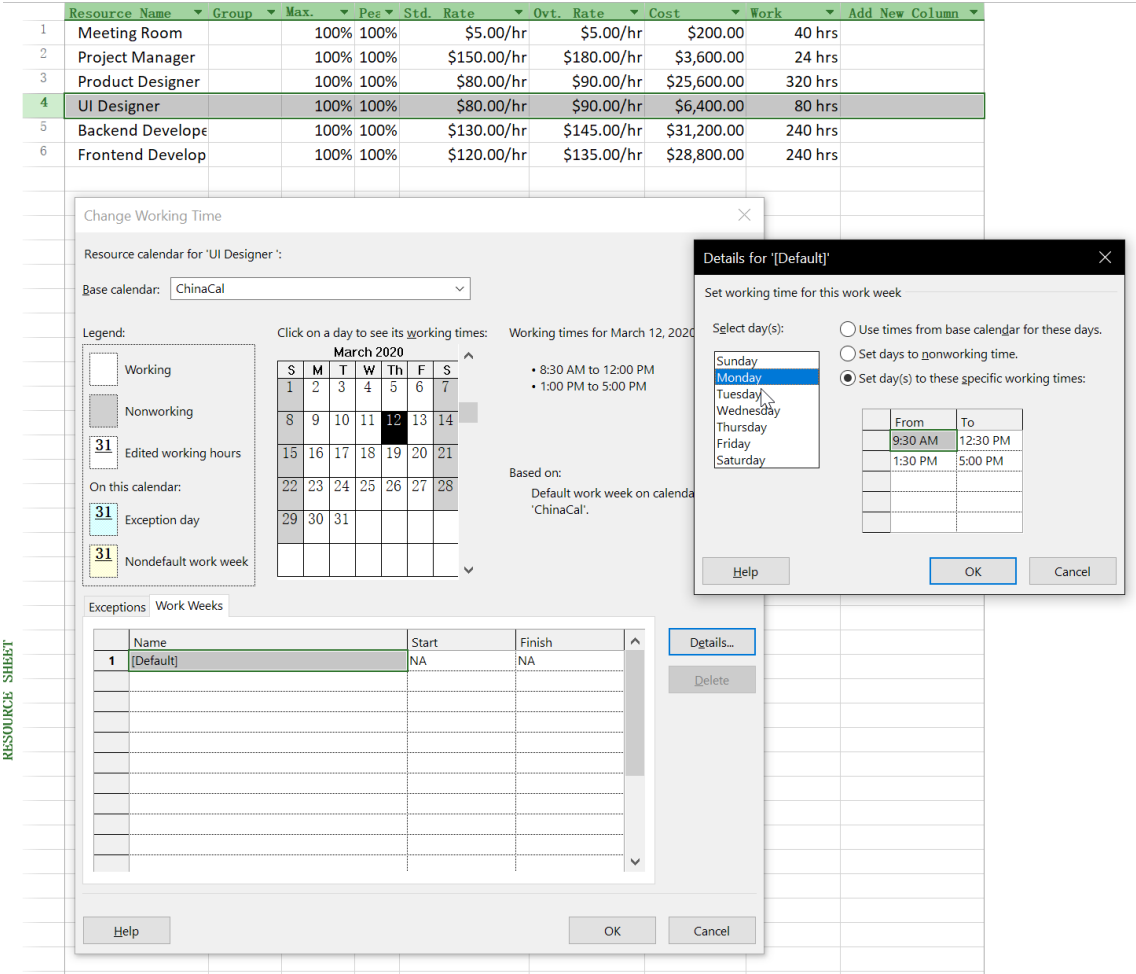 Resource Name Group Max. Pea Std. Rate Ovt. Rate Cost Work Add New Column
1 Meeting Room 100% 100% $5.00/hr $5.00/hr $200.00 40 hrs
2 Project Manager 100% 100% $150.00/hr $180.00/hr $3,600.00 24 hrs
3 Product Designer 100% 100% $80.00/hr $90.00/hr $25,600.00 320 hrs
4 UI Designer 100% 100% $80.00/hr $90.00/hr $6,400.00 80 hrs
5 Backend Develope 100% 100% $130.00/hr $145.00/hr $31,200.00 240 hrs
6 Frontend Develop 100% 100% $120.00/hr $135.00/hr $28,800.00 240 hrs
RESOURCE SHEET
Change Working Time
Resource calendar for 'UI Designer ':
Base calendar: ChinaCal
Legend:
Working
Nonworking
31 Edited working hours
On this calendar:
31 Exception day
31 Nondefault work week
Click on a day to see its working times:
March 2020
S M T W Th F S
1 2 3 4 5 6 7
8 9 10 11 12 13 14
15 16 17 18 19 20 21
22 23 24 25 26 27 28
29 30 31
Working times for March 12, 2020
• 8:30 AM to 12:00 PM
• 1:00 PM to 5:00 PM
Based on:
Default work week on calenda
'ChinaCal'.
Exceptions Work Weeks
Name Start Finish
1 [Default] NA NA
Details...
Delete
Help OK Cancel
Details for '[Default]'
Set working time for this work week
Select day(s):
Sunday
Monday
Tuesday
Wednesday
Thursday
Friday
Saturday
Use times from base calendar for these days.
Set days to nonworking time.
Set day(s) to these specific working times:
From To
9:30 AM 12:30 PM
1:30 PM 5:00 PM
Help OK Cancel